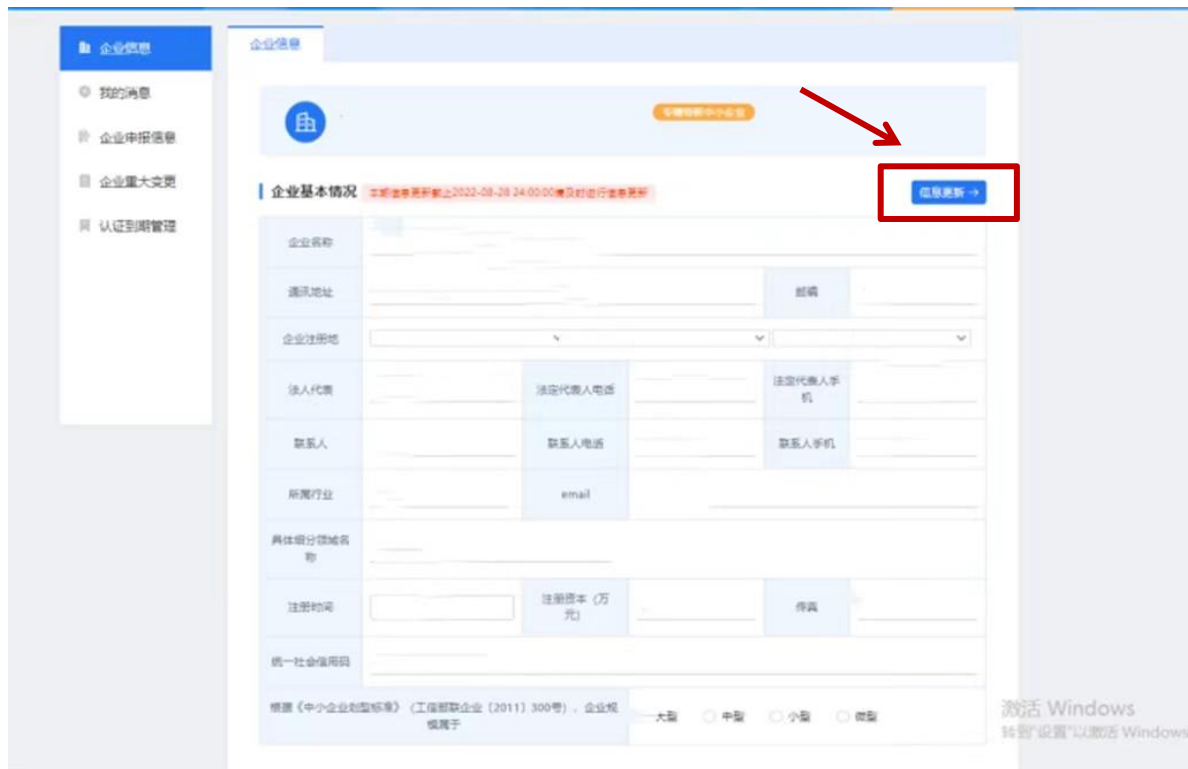 企业信息
企业信息
我的消息
企业申报信息
企业重大变更
认证到期管理
专精特新中小企业
企业基本情况
本期信息更新截止2022-08-28 24:00:00请及时进行信息更新
信息更新 →
企业名称
通讯地址
邮编
企业注册地
法人代表
法定代表人电话
法定代表人手
机
联系人
联系人电话
联系人手机
所属行业
email
具体细分领域名
称
注册时间
注册资本（万
元）
传真
统一社会信用码
根据《中小企业划型标准》（工信部联企业〔2011〕300号），企业规
模属于
大型
中型
小型
微型
激活 Windows
转到"设置"以激活 Windows